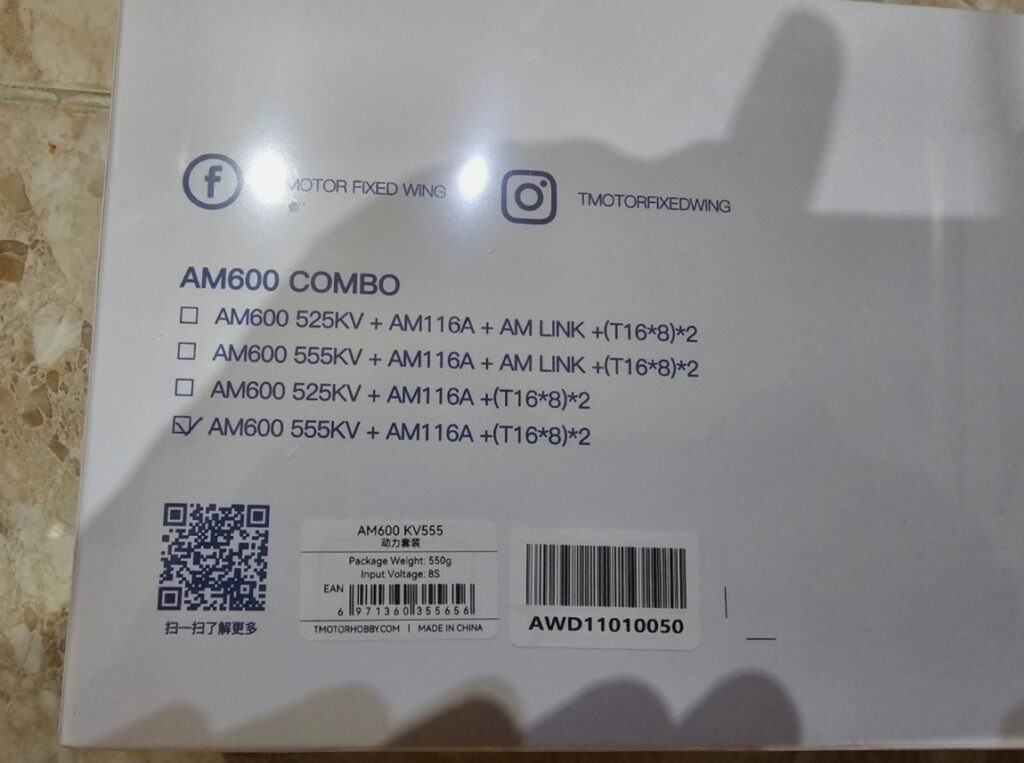 MOTOR FIXED WING
TMOTORFIXEDWING
AM600 COMBO
AM600 525KV + AM116A + AM LINK +(T16*8)*2
AM600 555KV + AM116A + AM LINK +(T16*8)*2
AM600 525KV + AM116A +(T16*8)*2
AM600 555KV + AM116A +(T16*8)*2
扫一扫了解更多
AM600 KV555
动力套装
Package Weight: 550g
Input Voltage: 8S
EAN
6 971360 355656
TMOTORHOBBY.COM | MADE IN CHINA
AWD11010050